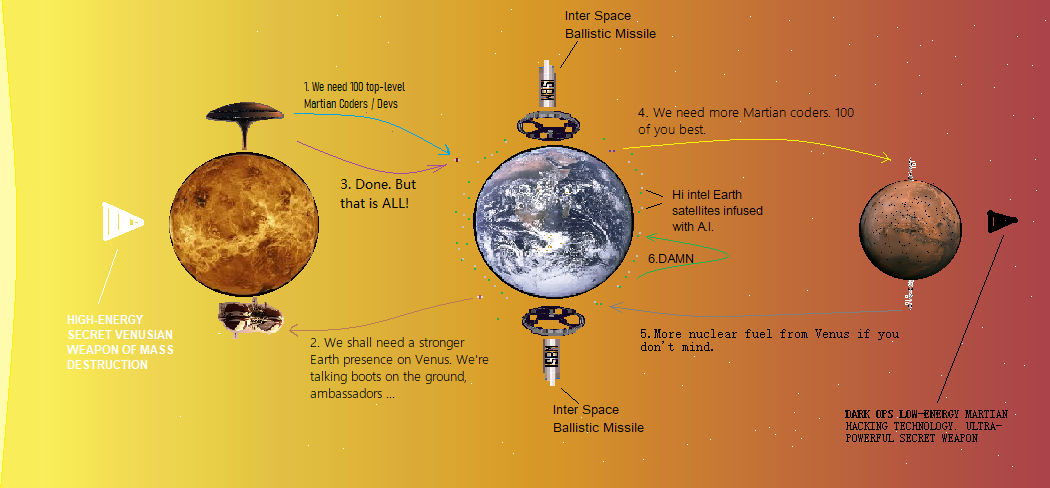 Inter Space
Ballistic Missile
1. We need 100 top-level
Martian Coders / Devs
4. We need more Martian coders. 100
of you best.
3. Done. But
that is ALL!
Hi intel Earth
satellites infused
with A.I.
6.DAMN
HIGH-ENERGY
SECRET VENUSIAN
WEAPON OF MASS
DESTRUCTION
2. We shall need a stronger
Earth presence on Venus. We're
talking boots on the ground,
ambassadors ...
5.More nuclear fuel from Venus if you
don't mind.
Inter Space
Ballistic Missile
DARK OPS LOW-ENERGY MARTIAN
HACKING TECHNOLOGY. ULTRA-
POWERFUL SECRET WEAPON